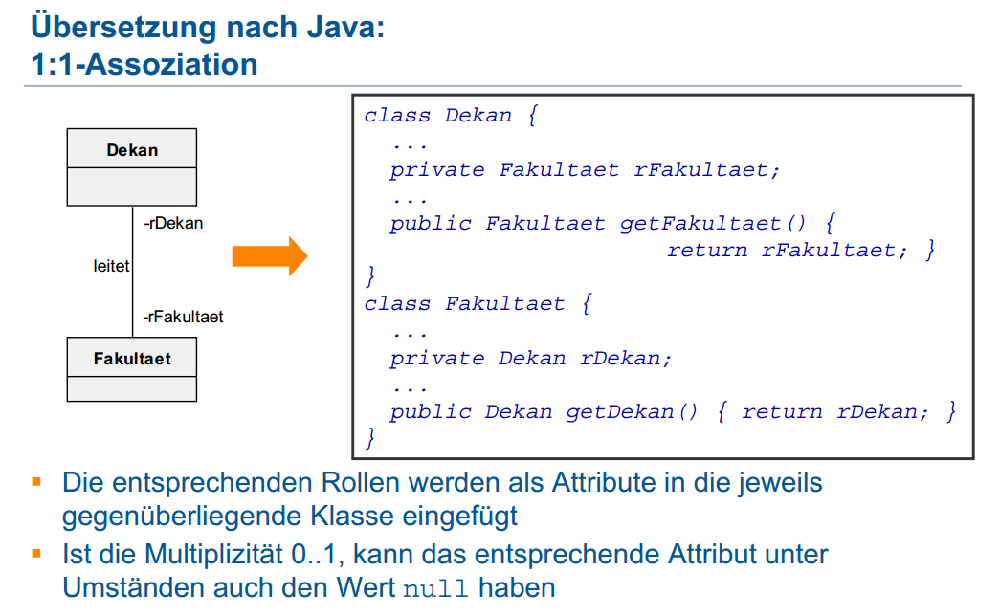 Übersetzung nach Java:
1:1-Assoziation
Dekan
-rDekan
leitet
-rFakultaet
Fakultaet
class Dekan {
...
private Fakultaet rFakultaet;
...
public Fakultaet getFakultaet() {
return rFakultaet; }
}
class Fakultaet {
...
private Dekan rDekan;
...
public Dekan getDekan() { return rDekan; }
}
Die entsprechenden Rollen werden als Attribute in die jeweils
gegenüberliegende Klasse eingefügt
Ist die Multiplizität 0..1, kann das entsprechende Attribut unter
Umständen auch den Wert null haben